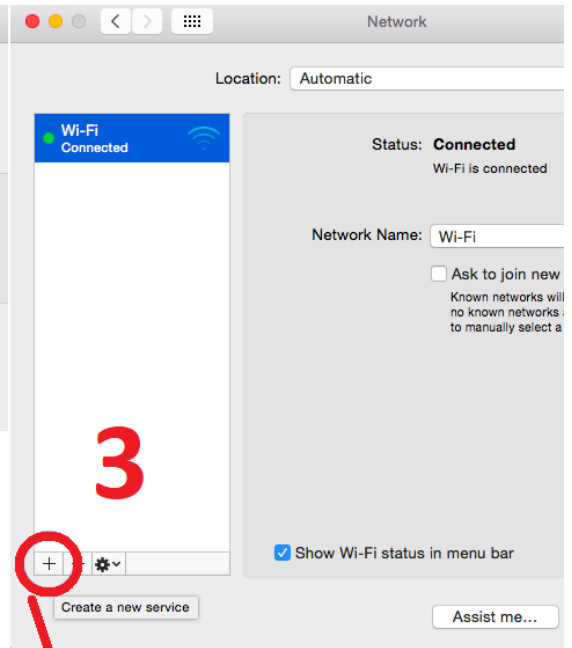 Network
Location: Automatic
Wi-Fi
Connected
Status: Connected
Wi-Fi is connected
Network Name: Wi-Fi
Ask to join new
Known networks will
no known networks
to manually select a
3
Show Wi-Fi status in menu bar
+
Create a new service
Assist me...